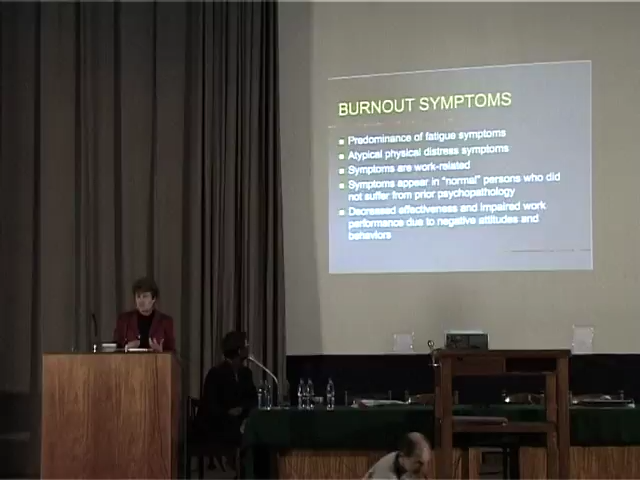 BURNOUT SYMPTOMS
Predominance of fatigue symptoms
Atypical physical distress symptoms
Symptoms are work-related
Symptoms appear in "normal" persons who did
not suffer from prior psychopathology
Decreased effectiveness and impaired work
performance due to negative attitudes and
behaviors